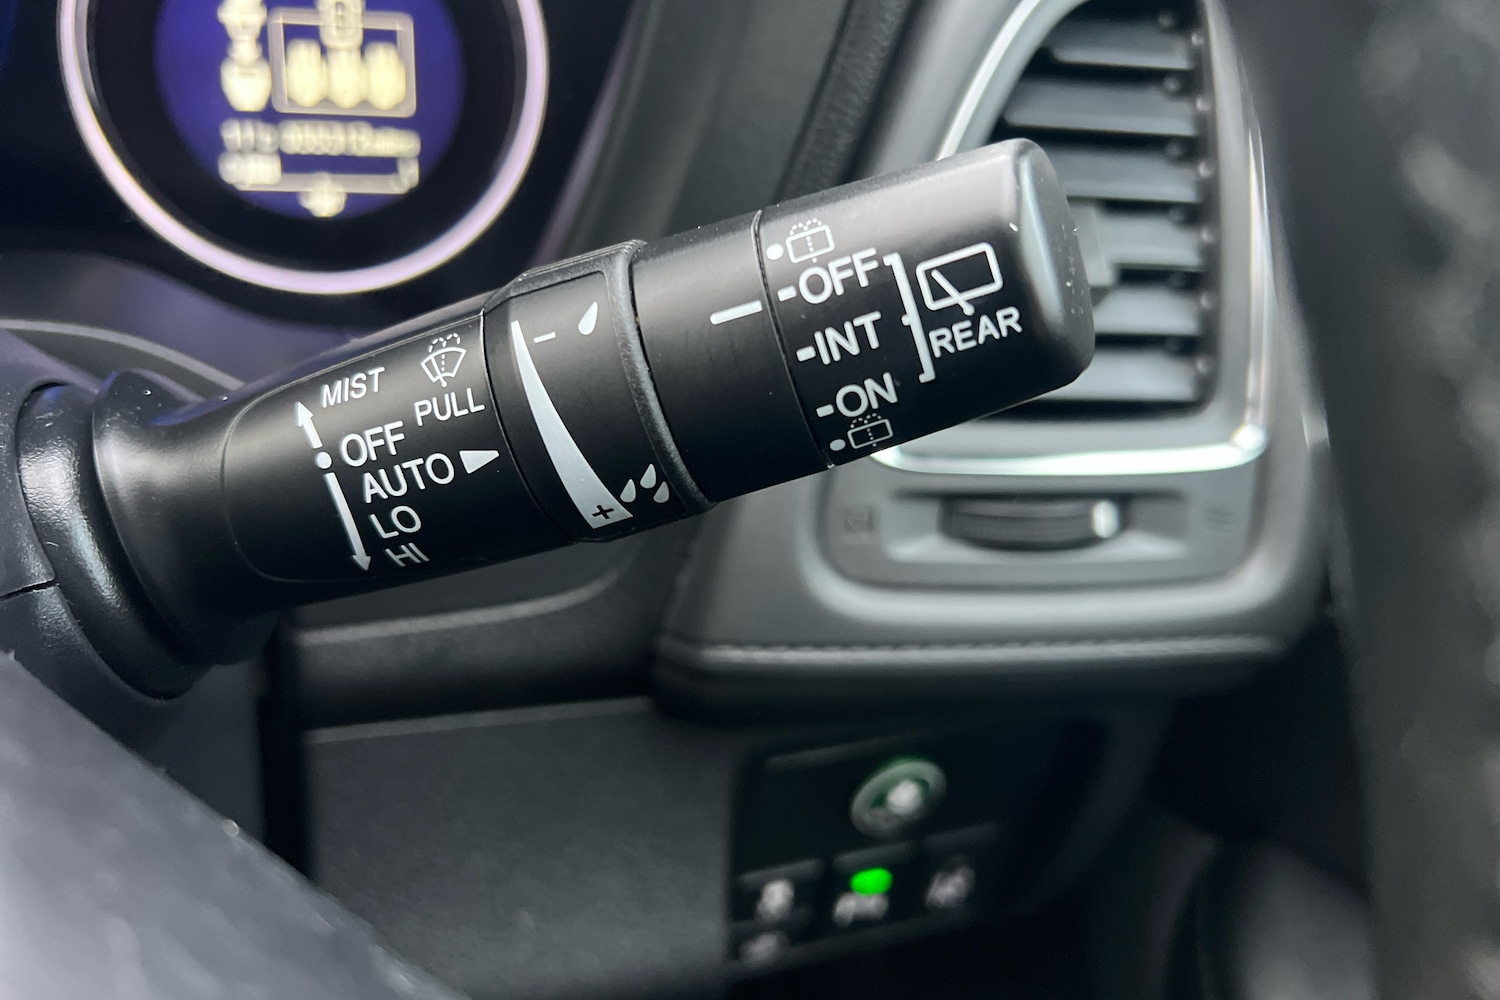 MIST
PULL
OFF
AUTO
LO
HI
−
+
OFF
INT
ON
REAR